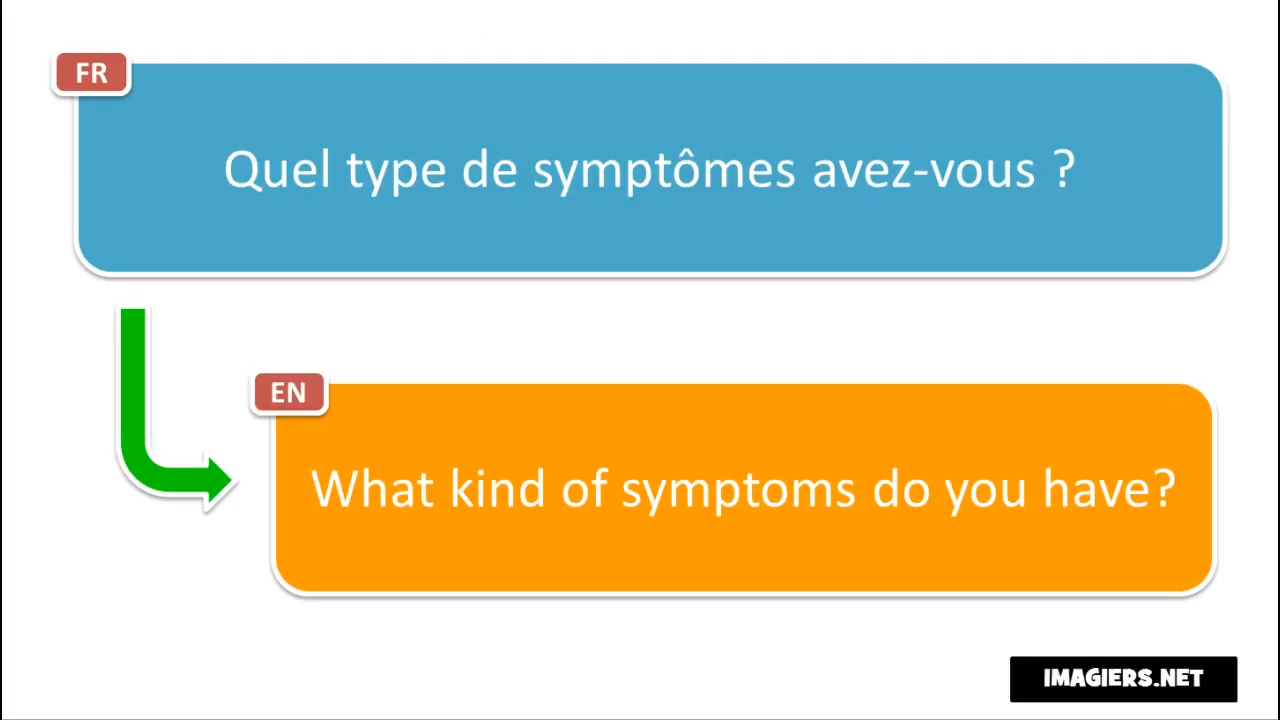 FR
Quel type de symptômes avez-vous ?
EN
What kind of symptoms do you have?
IMAGIERS.NET